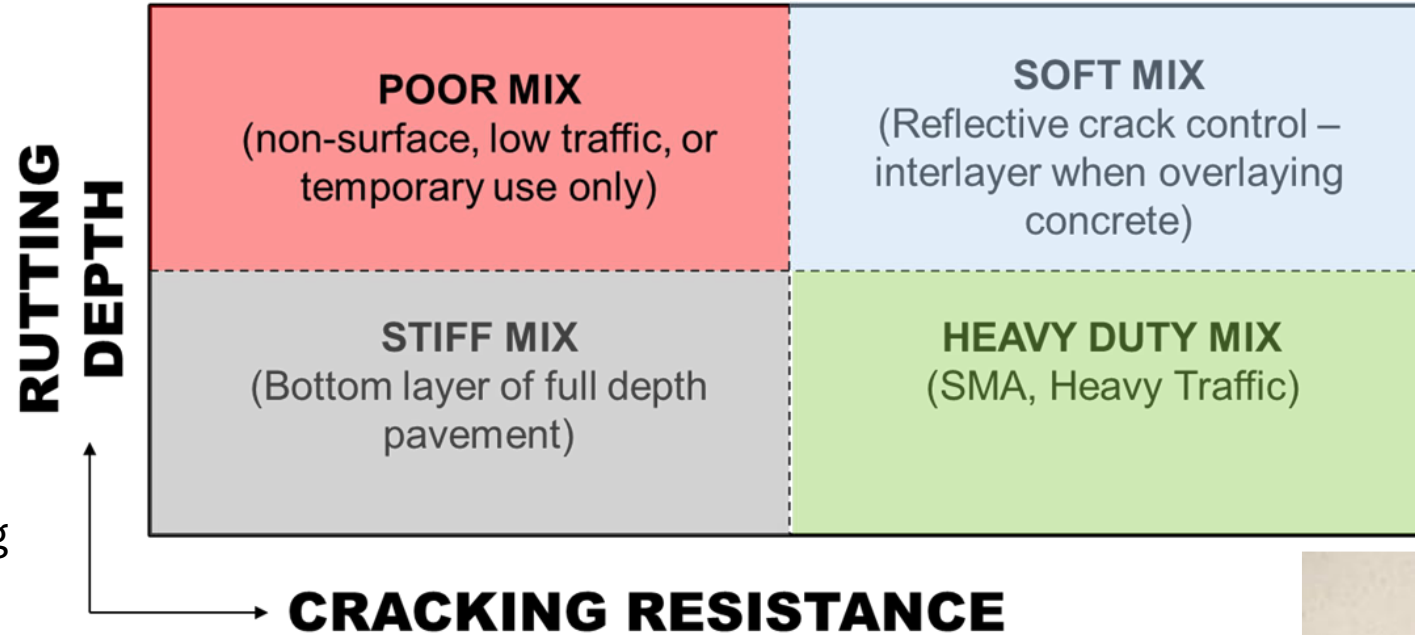 RUTTING
DEPTH
POOR MIX
(non-surface, low traffic, or
temporary use only)
SOFT MIX
(Reflective crack control –
interlayer when overlaying
concrete)
STIFF MIX
(Bottom layer of full depth
pavement)
HEAVY DUTY MIX
(SMA, Heavy Traffic)
g
CRACKING RESISTANCE